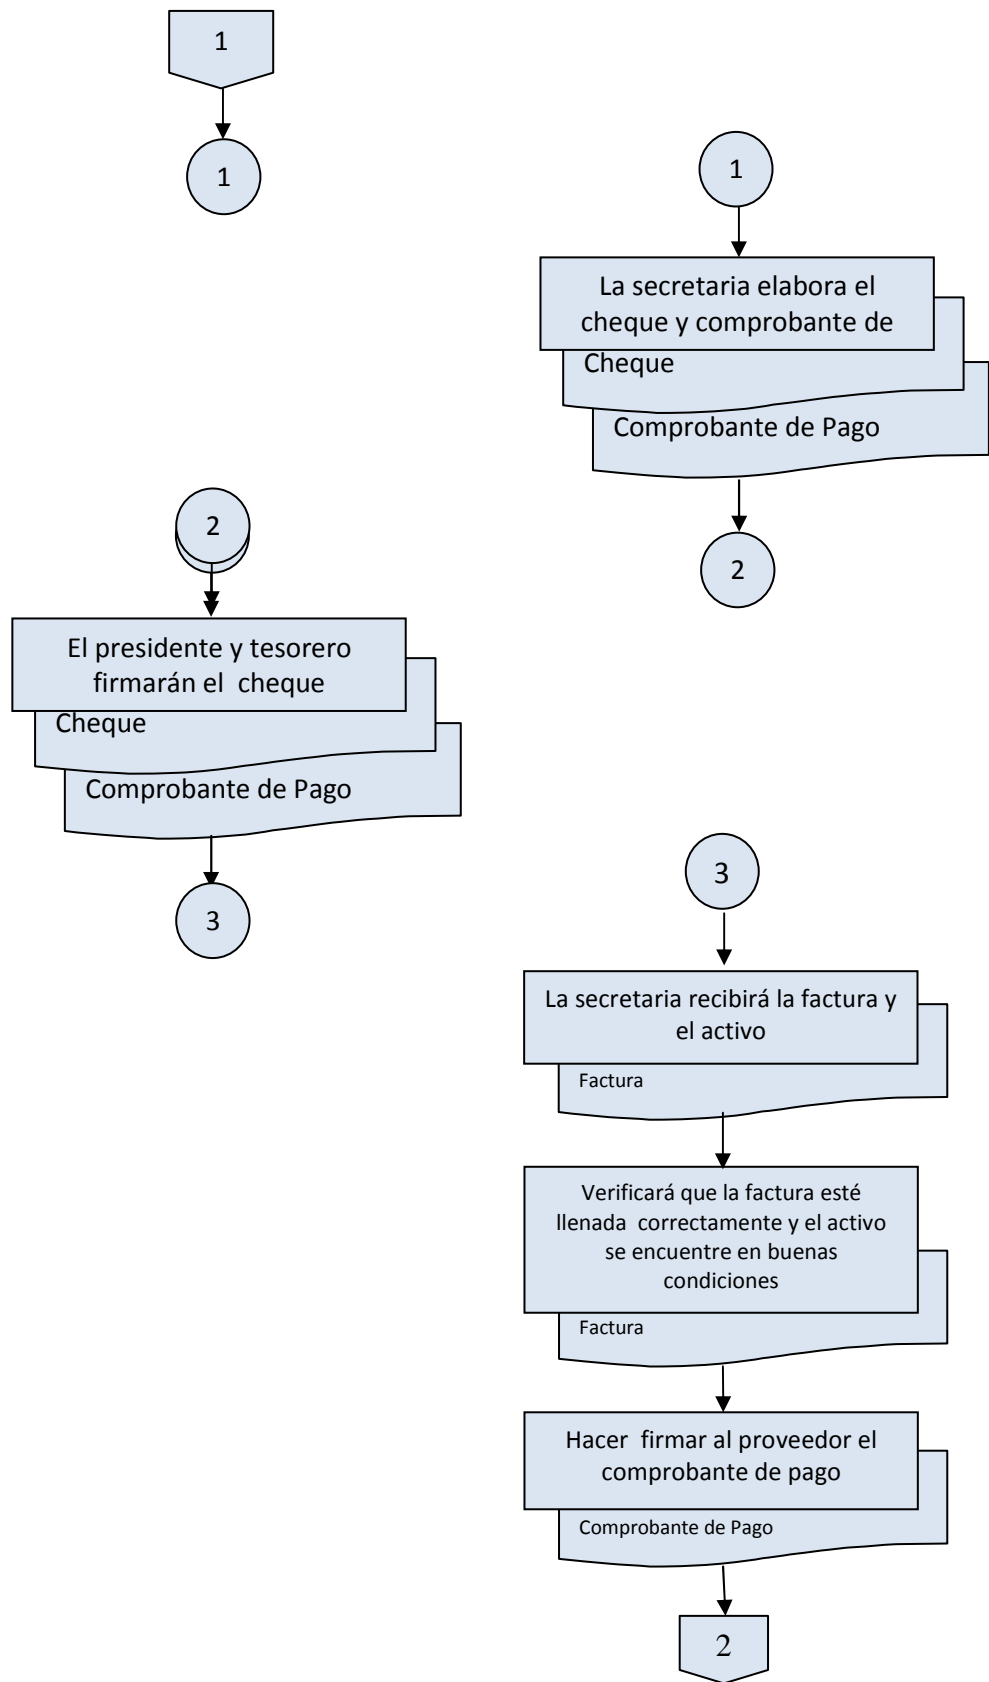 1
1
1
La secretaria elabora el
cheque y comprobante de
Cheque
Comprobante de Pago
2
2
El presidente y tesorero
firmarán el cheque
Cheque
Comprobante de Pago
3
3
La secretaria recibirá la factura y
el activo
Factura
Verificará que la factura esté
llenada correctamente y el activo
se encuentre en buenas
condiciones
Factura
Hacer firmar al proveedor el
comprobante de pago
Comprobante de Pago
2